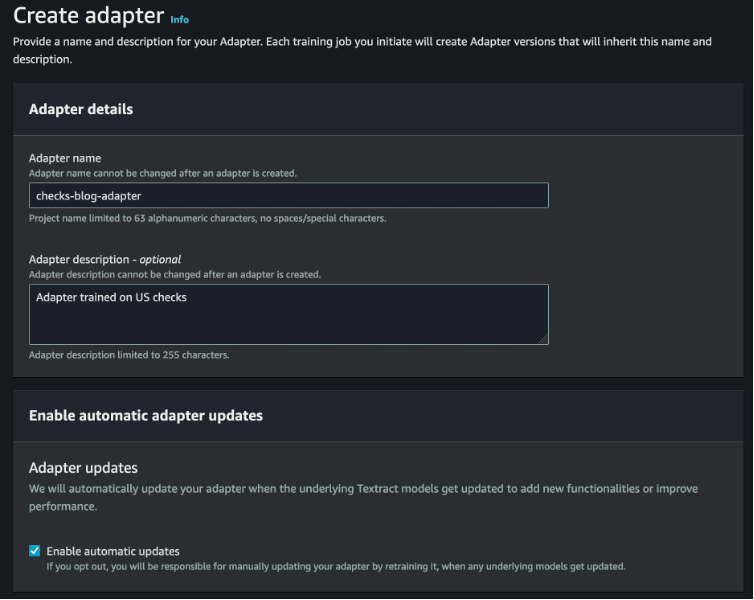 Create adapter Info
Provide a name and description for your Adapter. Each training job you initiate will create Adapter versions that will inherit this name and
description.
Adapter details
Adapter name
Adapter name cannot be changed after an adapter is created.
checks-blog-adapter
Project name limited to 63 alphanumeric characters, no spaces/special characters.
Adapter description - optional
Adapter description cannot be changed after an adapter is created.
Adapter trained on US checks
Adapter description limited to 255 characters.
Enable automatic adapter updates
Adapter updates
We will automatically update your adapter when the underlying Textract models get updated to add new functionalities or improve
performance.
Enable automatic updates
If you opt out, you will be responsible for manually updating your adapter by retraining it, when any underlying models get updated.